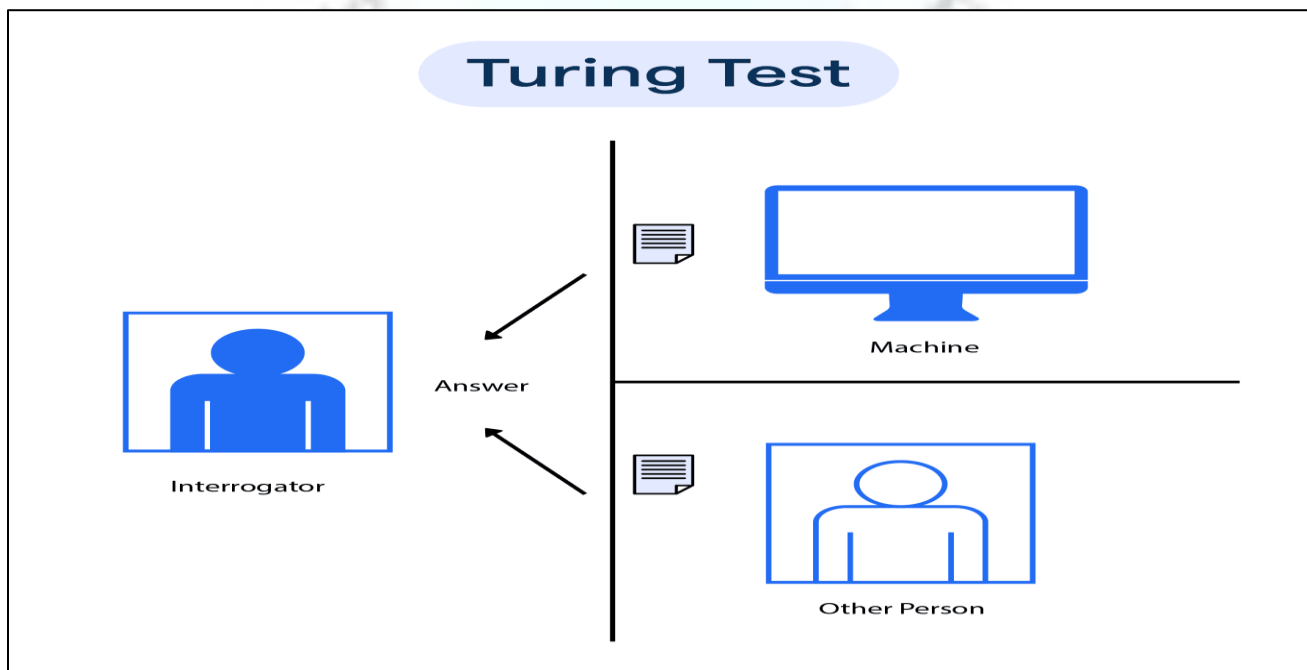 Turing Test
Machine
Answer
Interrogator
Other Person